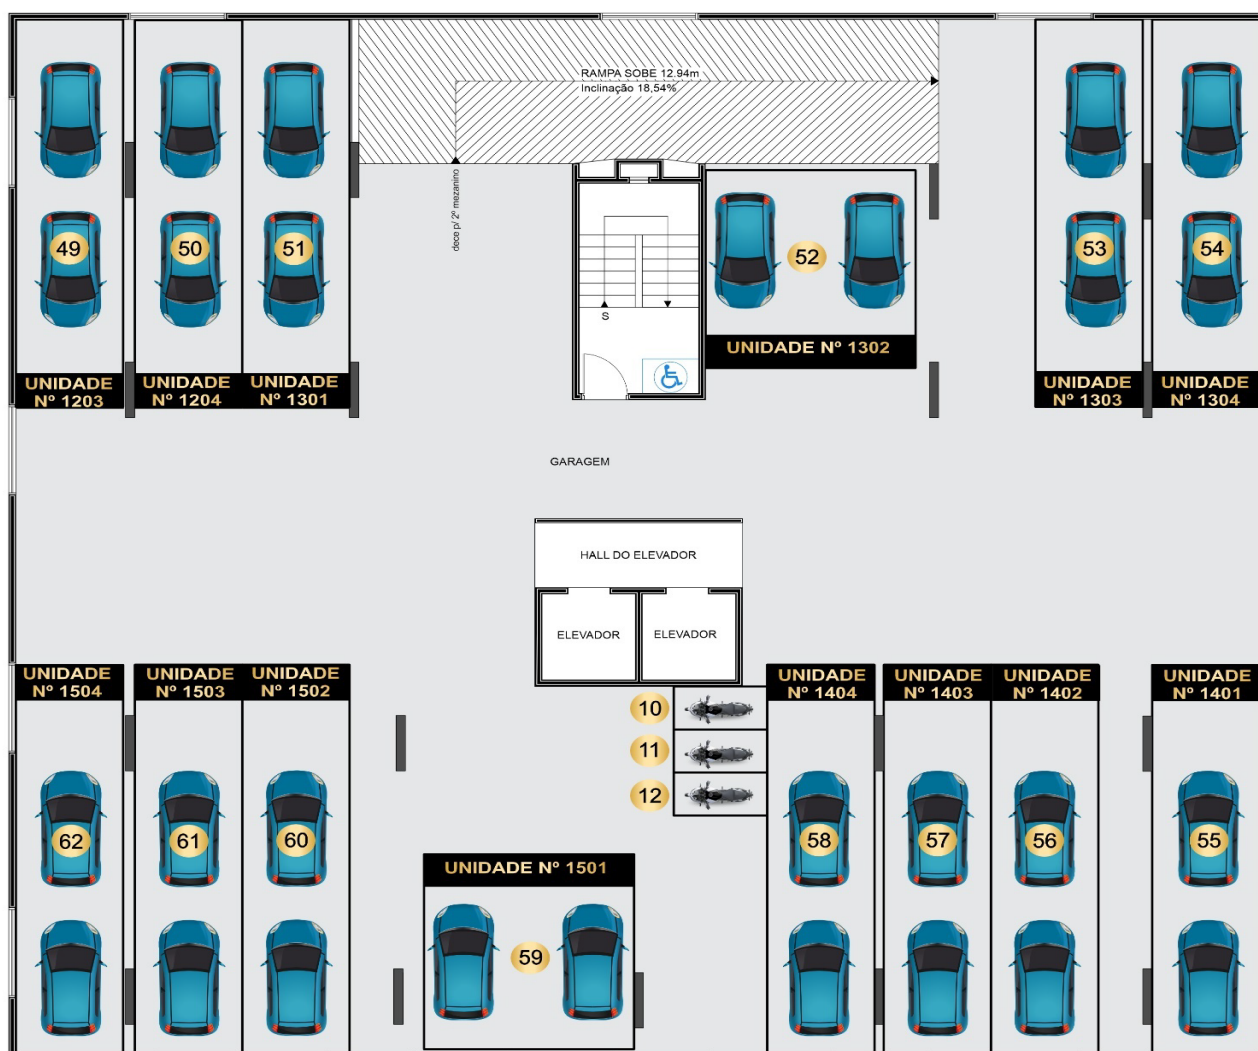 RAMPA SOBE 12.94m
Inclinação 18,54%
dece p/ 2º mezanino
49
50
51
52
53
54
S
UNIDADE
Nº 1203
UNIDADE
Nº 1204
UNIDADE
Nº 1301
UNIDADE Nº 1302
UNIDADE
Nº 1303
UNIDADE
Nº 1304
GARAGEM
HALL DO ELEVADOR
ELEVADOR
ELEVADOR
UNIDADE
Nº 1504
UNIDADE
Nº 1503
UNIDADE
Nº 1502
UNIDADE
Nº 1404
UNIDADE
Nº 1403
UNIDADE
Nº 1402
UNIDADE
Nº 1401
10
11
12
62
61
60
58
57
56
55
UNIDADE Nº 1501
59